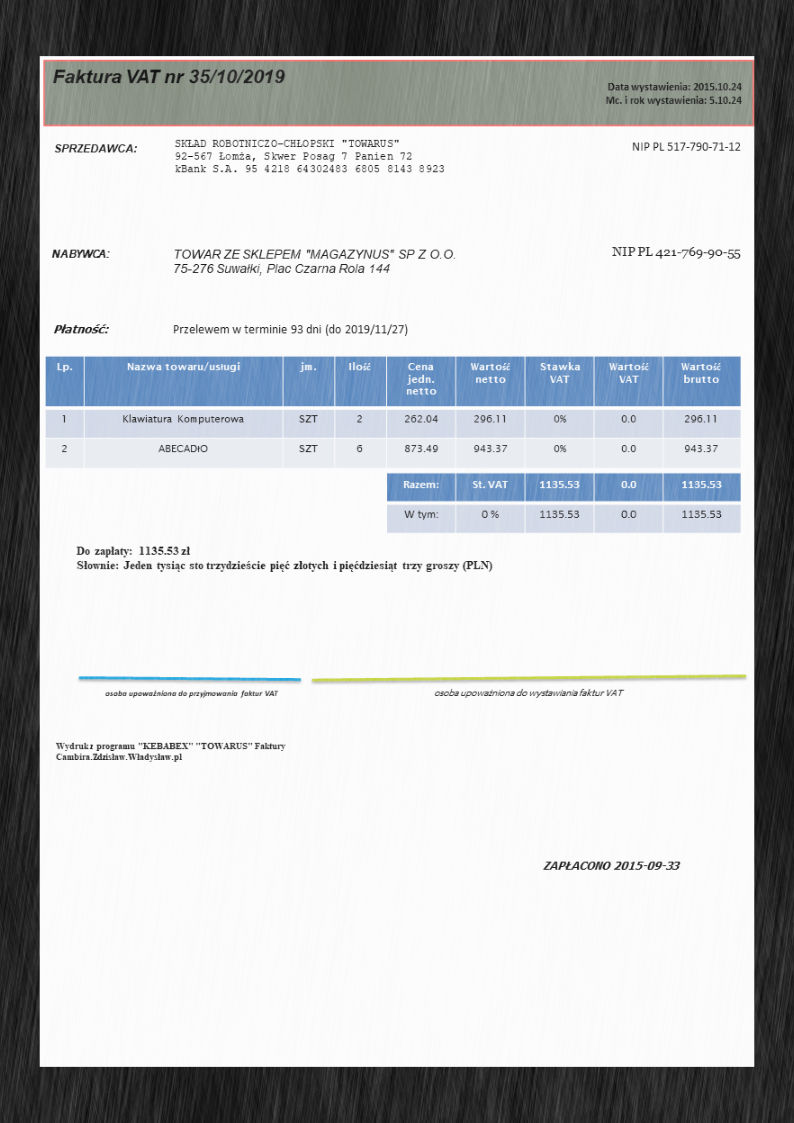 Faktura VAT nr 35/10/2019
Data wystawienia: 2015.10.24
Mc. i rok wystawienia: 5.10.24
SPRZEDAWCA:
SKŁAD ROBOTNICZO-CHŁOPSKI "TOWARUS"
92-567 Łomża, Skwer Posag 7 Panien 72
kBank S.A. 95 4218 64302483 6805 8143 8923
NIP PL 517-790-71-12
NABYWCA:
TOWAR ZE SKLEPEM "MAGAZYNUS" SP Z O.O.
75-276 Suwałki, Plac Czarna Rola 144
NIP PL 421-769-90-55
Płatność: Przelewem w terminie 93 dni (do 2019/11/27)
Lp. Nazwa towaru/usługi jm. Ilość Cena jedn. netto Wartość netto Stawka VAT Wartość VAT Wartość brutto
1 Klawiatura Komputerowa SZT 2 262.04 296.11 0% 0.0 296.11
2 ABECADłO SZT 6 873.49 943.37 0% 0.0 943.37
Razem: St. VAT 1135.53 0.0 1135.53
W tym: 0 % 1135.53 0.0 1135.53
Do zapłaty: 1135.53 zł
Słownie: Jeden tysiąc sto trzydzieście pięć złotych i pięćdziesiąt trzy groszy (PLN)
osoba upoważniona do przyjmowania faktur VAT
osoba upoważniona do wystawiania faktur VAT
Wydruk z programu "KEBABEX" "TOWARUS" Faktury
Cambira.Zdzisław.Władysław.pl
ZAPŁACONO 2015-09-33